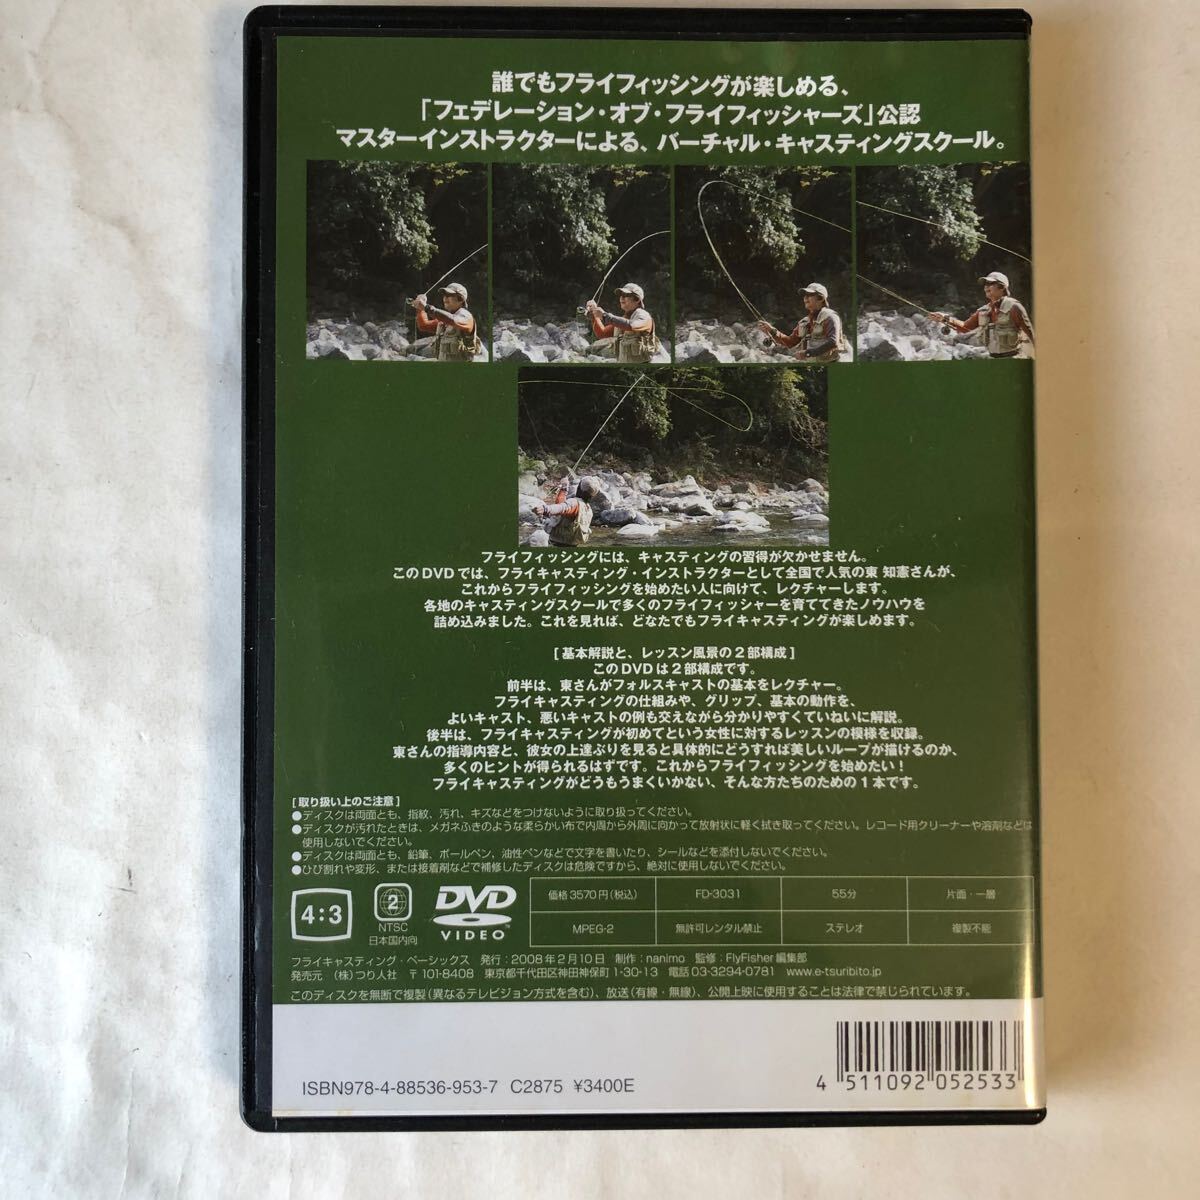 誰でもフライフィッシングが楽しめる、
「フェデレーション・オブ・フライフィッシャーズ」公認
マスターインストラクターによる、バーチャル・キャスティングスクール。
フライフィッシングには、キャスティングの習得が欠かせません。
このDVDでは、フライキャスティング・インストラクターとして全国で人気の東 知憲さんが、
これからフライフィッシングを始めたい人に向けて、レクチャーします。
各地のキャスティングスクールで多くのフライフィッシャーを育ててきたノウハウを
詰め込みました。これを見れば、どなたでもフライキャスティングが楽しめます。
[基本解説と、レッスン風景の2部構成]
このDVDは2部構成です。
前半は、東さんがフォルスキャストの基本をレクチャー。
フライキャスティングの仕組みや、グリップ、基本の動作を、
よいキャスト、悪いキャストの例も交えながら分かりやすくていねいに解説。
後半は、フライキャスティングが初めてという女性に対するレッスンの模様を収録。
東さんの指導内容と、彼女の上達ぶりを見ると具体的にどうすれば美しいループが描けるのか、
多くのヒントが得られるはずです。これからフライフィッシングを始めたい!
フライキャスティングがどうもうまくいかない、そんな方たちのための1本です。
[取り扱い上のご注意]
●ディスクは両面とも、指紋、汚れ、キズなどをつけないように取り扱ってください。
●ディスクが汚れたときは、メガネふきのような柔らかい布で内周から外周に向かって放射状に軽く拭き取ってください。レコード用クリーナーや溶剤などは
使用しないでください。
●ディスクは両面とも、鉛筆、ボールペン、油性ペンなどで文字を書いたり、シールなどを添付しないでください。
●ひび割れや変形、または接着剤などで補修したディスクは危険ですから、絶対に使用しないでください。
4:3
2
NTSC
日本国内向
DVD
VIDEO
価格3570円(税込) FD-3031 55分 片面・一層
MPEG-2 無許可レンタル禁止 ステレオ 複製不能
フライキャスティング・ベーシックス 発行:2008年2月10日 制作:nanimo 監修:FlyFisher編集部
発売元 (株)つり人社 〒101-8408 東京都千代田区神田神保町1-30-13 電話03-3294-0781 www.e-tsuribito.jp
このディスクを無断で複製(異なるテレビジョン方式を含む)、放送(有線・無線)、公開上映に使用することは法律で禁じられています。
ISBN978-4-88536-953-7 C2875 ¥3400E
4 511092 052533